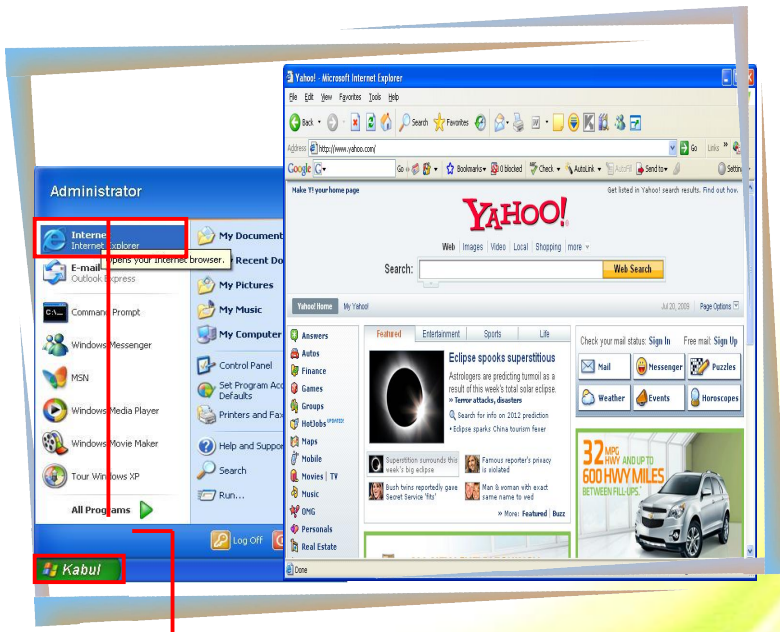 Yahoo! - Microsoft Internet Explorer
File Edit View Favorites Tools Help
Back Search Favorites
Address http://www.yahoo.com/ Go Links »
Google G Go Bookmarks 0 blocked Check AutoLink AutoFill Send to
Make Y! your home page
Get listed in Yahoo! search results. Find out how.
YAHOO!
Web Images Video Local Shopping more
Search: Web Search
Yahoo! Home My Yahoo!
Jul 20, 2009 Page Options
Answers
Autos
Finance
Games
Groups
HotJobs UPDATED!
Maps
Mobile
Movies | TV
Music
OMG
Personals
Real Estate
Featured Entertainment Sports Life
Eclipse spooks superstitious
Astrologers are predicting turmoil as a
result of this week's total solar eclipse.
» Terror attacks, disasters
Search for info on 2012 prediction
• Eclipse sparks China tourism fever
Superstition surrounds this
week's big eclipse
Famous reporter's privacy
is violated
Bush twins reportedly gave
Secret Service 'fits'
Man & woman with exact
same name to wed
» More: Featured | Buzz
Check your mail status: Sign In Free mail: Sign Up
Mail Messenger Puzzles
Weather Events Horoscopes
32 MPG HWY AND UP TO
600 HWY MILES
BETWEEN FILL-UPS.*
Done
Administrator
Internet Explorer
Opens your Internet browser.
E-mail
Outlook Express
Command Prompt
Windows Messenger
MSN
Windows Media Player
Windows Movie Maker
Tour Windows XP
All Programs
My Document
Recent Do
My Pictures
My Music
My Computer
Control Panel
Set Program Acc
Defaults
Printers and Fax
Help and Suppor
Search
Run...
Log Off
Kabul